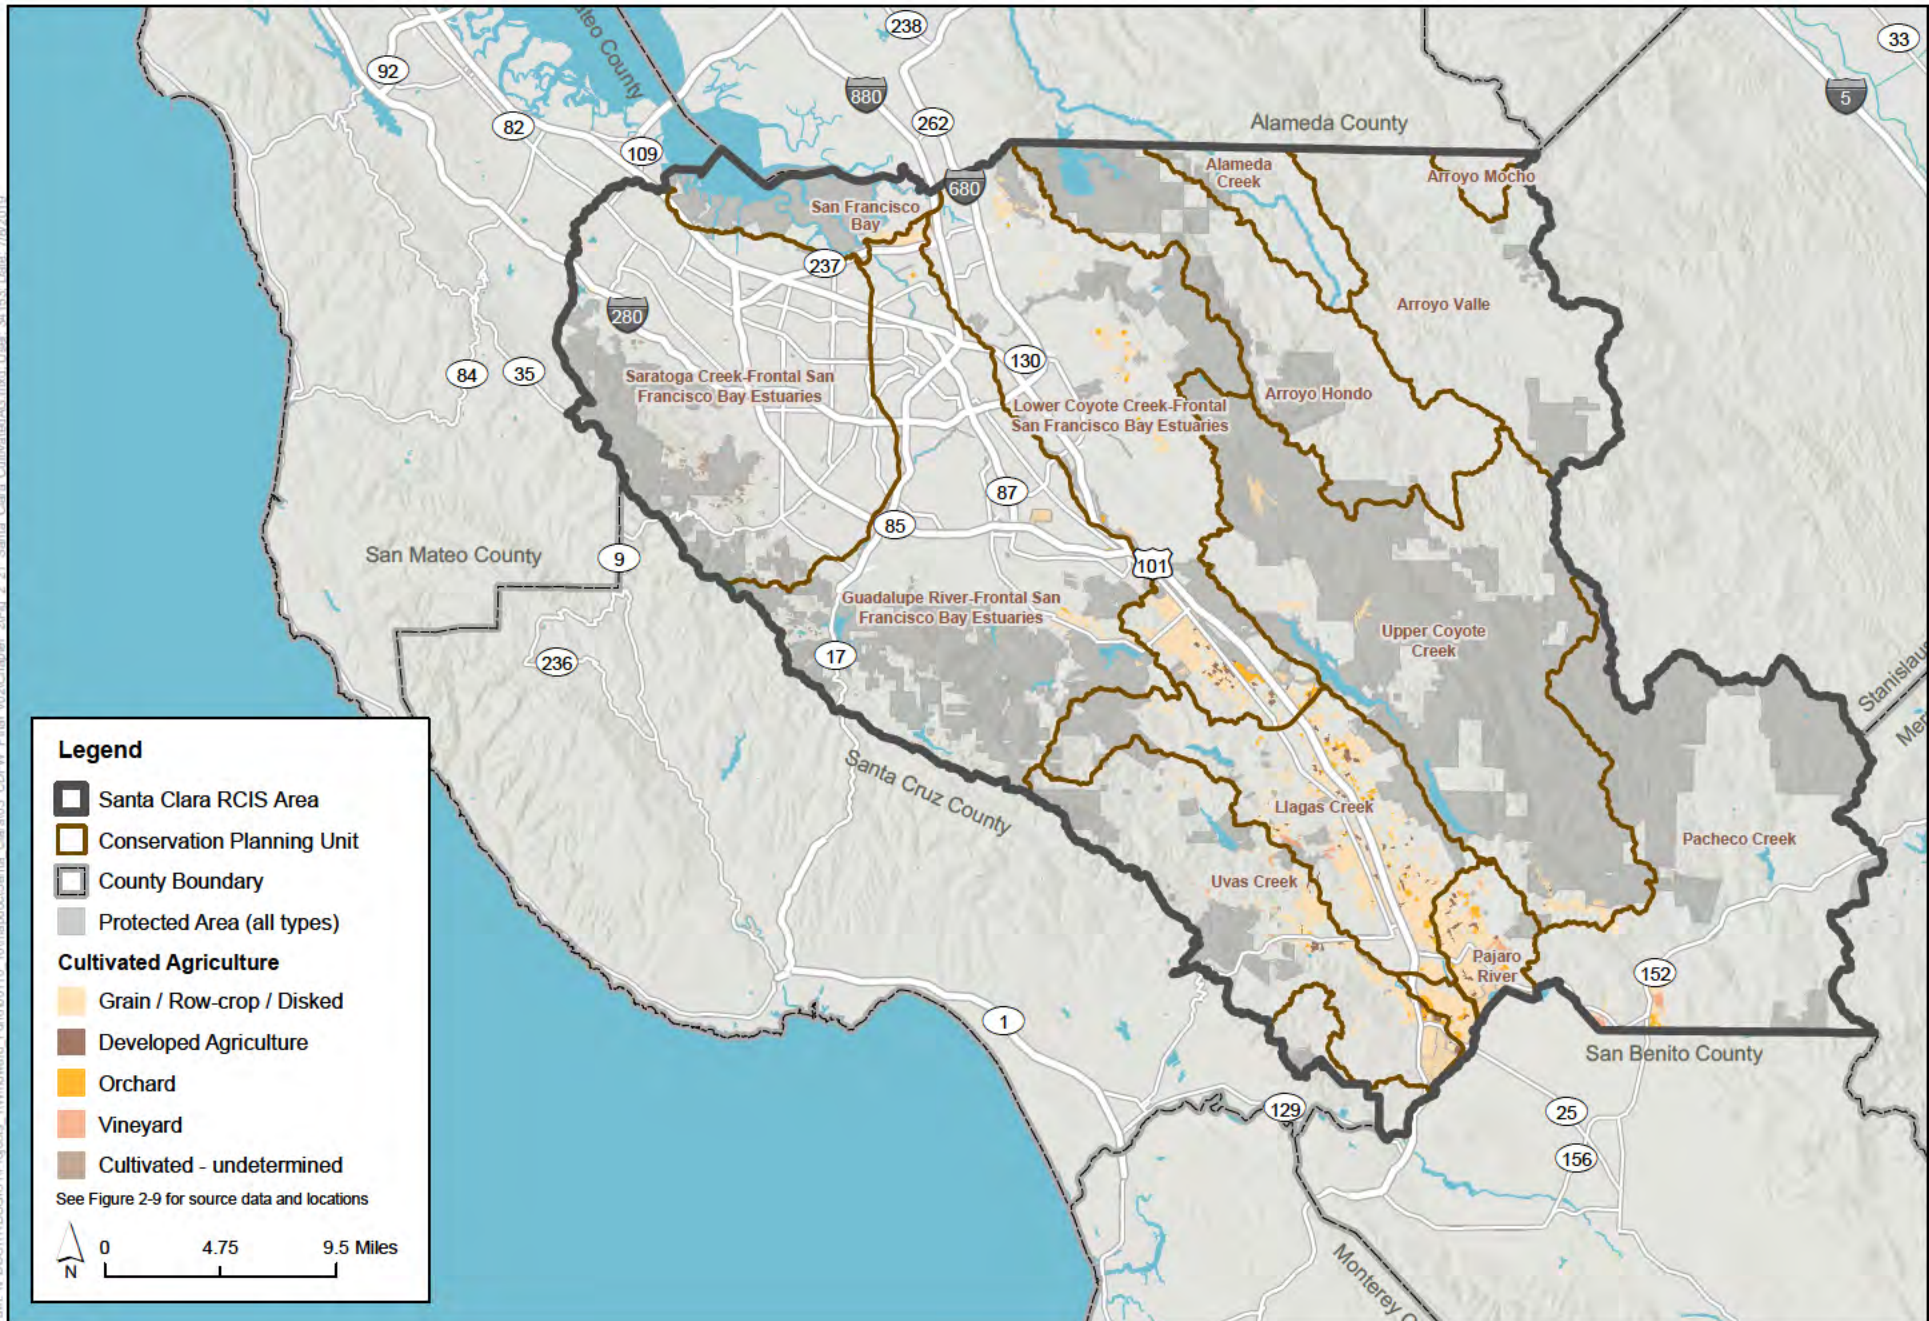 238
33
92
880
5
82
262
109
Alameda County
680
Alameda
Creek
Arroyo Mocho
San Francisco
Bay
237
280
Arroyo Valle
84
35
130
Saratoga Creek-Frontal San
Francisco Bay Estuaries
Arroyo Hondo
Lower Coyote Creek-Frontal
San Francisco Bay Estuaries
87
85
San Mateo County
9
101
Guadalupe River-Frontal San
Francisco Bay Estuaries
Upper Coyote
Creek
236
17
Santa Cruz County
Llagas Creek
Pacheco Creek
Uvas Creek
Pajaro
River
152
1
San Benito County
129
25
156
Legend
Santa Clara RCIS Area
Conservation Planning Unit
County Boundary
Protected Area (all types)
Cultivated Agriculture
Grain / Row-crop / Disked
Developed Agriculture
Orchard
Vineyard
Cultivated - undetermined
See Figure 2-9 for source data and locations
0 4.75 9.5 Miles
N